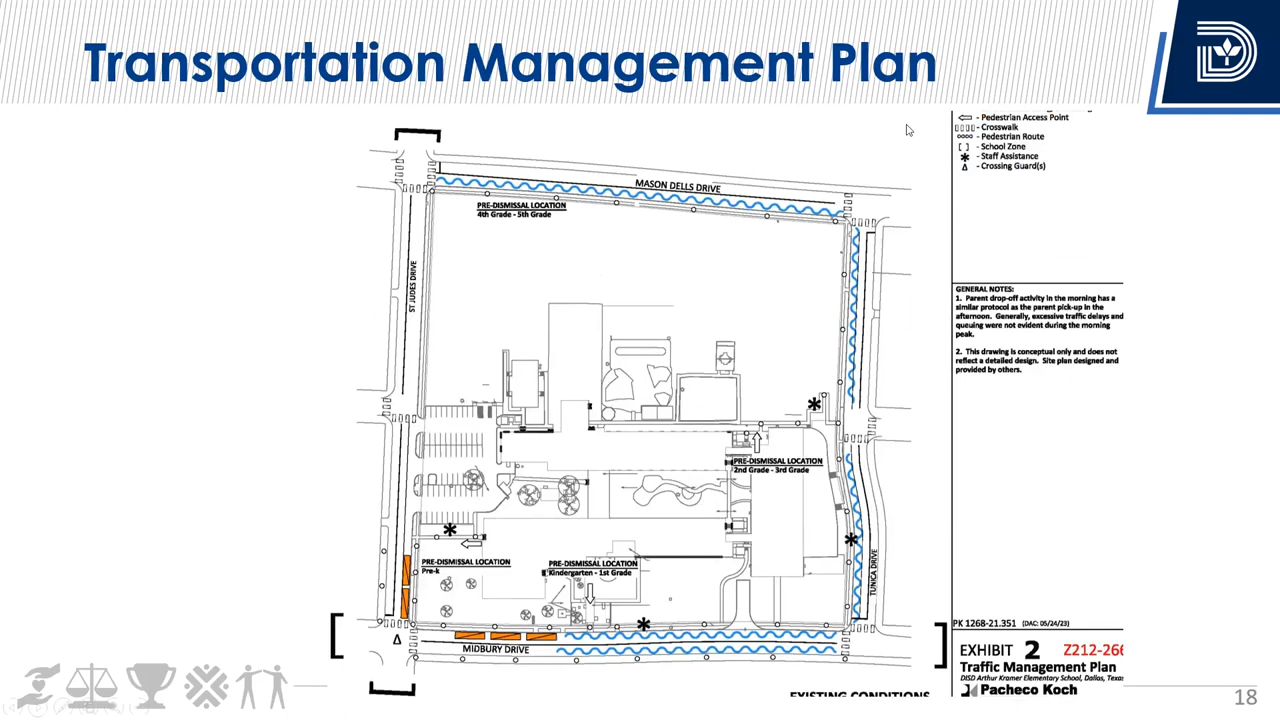 Transportation Management Plan
- Pedestrian Access Point
- Crosswalk
- Pedestrian Route
- School Zone
- Staff Assistance
- Crossing Guard(s)
MASON DELLS DRIVE
PRE-DISMISSAL LOCATION
4th Grade - 5th Grade
ST JUDES DRIVE
GENERAL NOTES:
1. Parent drop-off activity in the morning has a
similar protocol as the parent pick-up in the
afternoon. Generally, excessive traffic delays and
queuing were not evident during the morning
peak.
2. This drawing is conceptual only and does not
reflect a detailed design. Site plan designed and
provided by others.
PRE-DISMISSAL LOCATION
2nd Grade - 3rd Grade
PRE-DISMISSAL LOCATION
Pre-k
PRE-DISMISSAL LOCATION
Kindergarten - 1st Grade
TUNICA DRIVE
MIDBURY DRIVE
PK 1268-21.351 (DAC: 05/24/23)
EXHIBIT 2 Z212-266
Traffic Management Plan
DISD Arthur Kramer Elementary School, Dallas, Texas
Pacheco Koch
EXISTING CONDITIONS
18